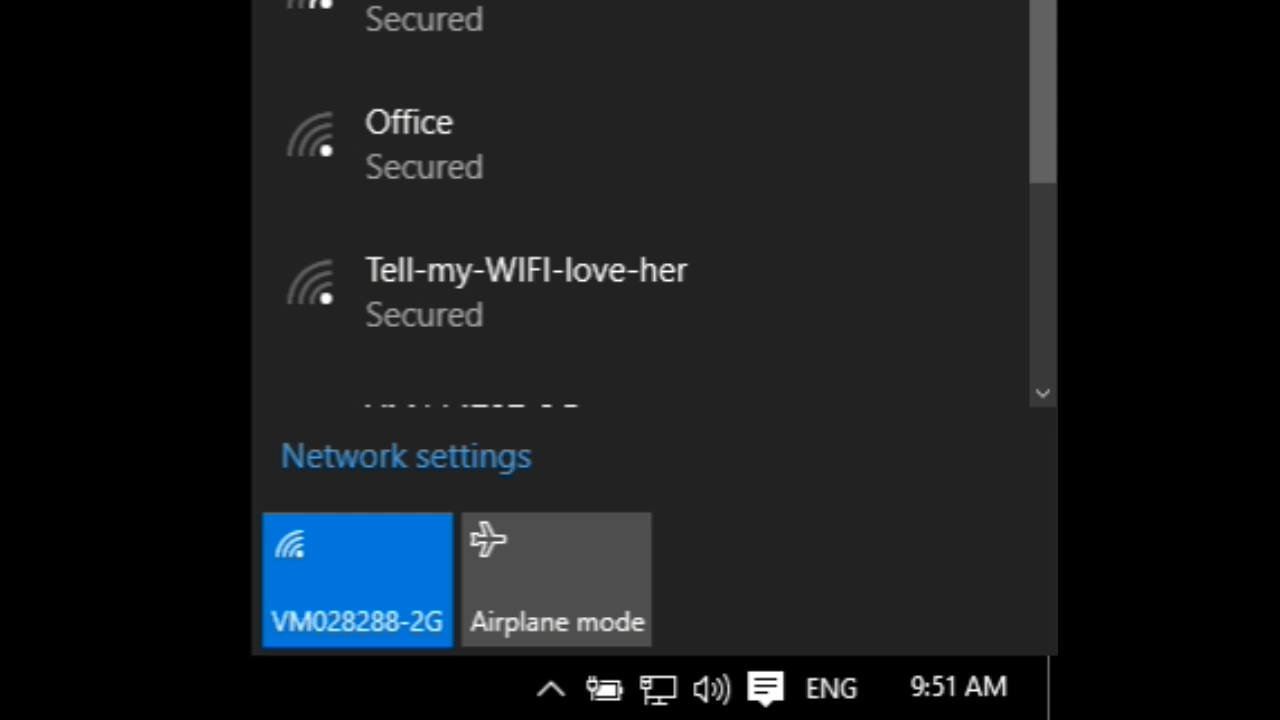 Secured
Office
Secured
Tell-my-WIFI-love-her
Secured
Network settings
VM028288-2G
Airplane mode
ENG
9:51 AM